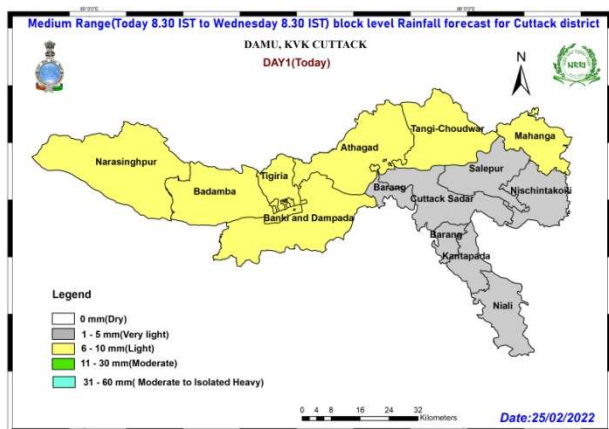 Medium Range(Today 8.30 IST to Wednesday 8.30 IST) block level Rainfall forecast for Cuttack district
DAMU, KVK CUTTACK
DAY1(Today)
N
NRRI
Tangi-Choudwar
Mahanga
Athagad
Narasinghpur
Tigiria
Salepur
Badamba
Barang
Nischintakoili
Cuttack Sadar
Banki and Dampada
Barang
Kantapada
Niali
Legend
0 mm(Dry)
1 - 5 mm(Very light)
6 - 10 mm(Light)
11 - 30 mm(Moderate)
31 - 60 mm( Moderate to Isolated Heavy)
0 4 8 16 24 32
Kilometers
Date:25/02/2022